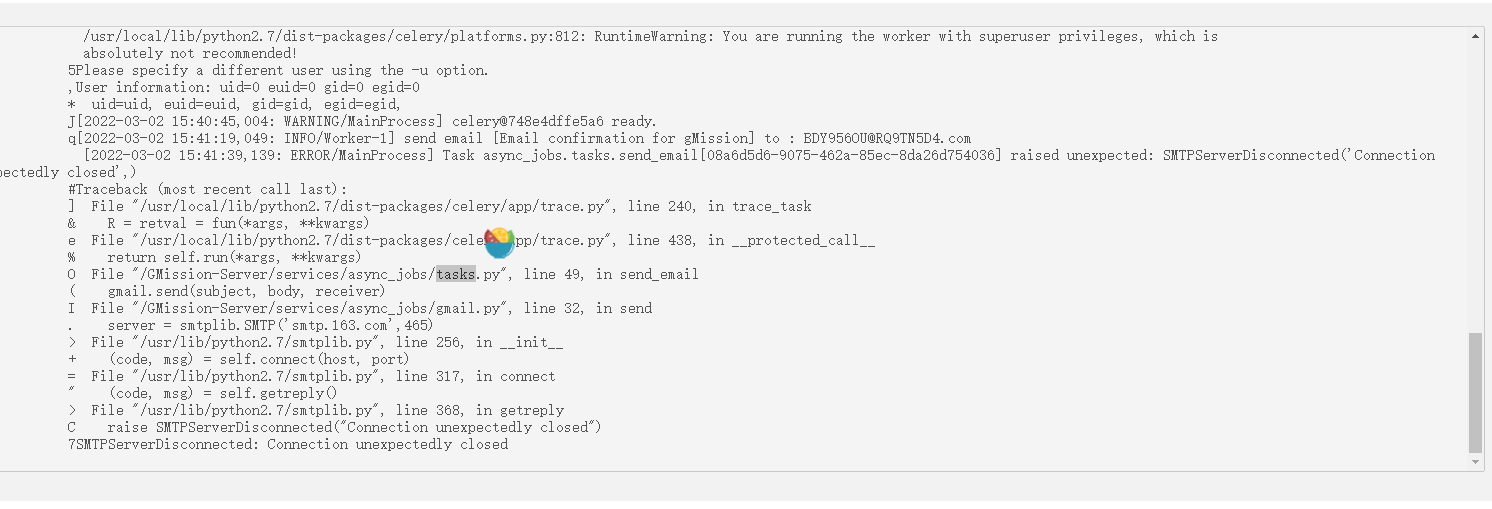 /usr/local/lib/python2.7/dist-packages/celery/platforms.py:812: RuntimeWarning: You are running the worker with superuser privileges, which is
absolutely not recommended!
5Please specify a different user using the -u option.
,User information: uid=0 euid=0 gid=0 egid=0
*  uid=uid, euid=euid, gid=gid, egid=egid,
J[2022-03-02 15:40:45,004: WARNING/MainProcess] celery@748e4dffe5a6 ready.
q[2022-03-02 15:41:19,049: INFO/Worker-1] send email [Email confirmation for gMission] to : BDY956OU@RQ9TN5D4.com
[2022-03-02 15:41:39,139: ERROR/MainProcess] Task async_jobs.tasks.send_email[08a6d5d6-9075-462a-85ec-8da26d754036] raised unexpected: SMTPServerDisconnected('Connection
pectedly closed',)
#Traceback (most recent call last):
]  File "/usr/local/lib/python2.7/dist-packages/celery/app/trace.py", line 240, in trace_task
&    R = retval = fun(*args, **kwargs)
e  File "/usr/local/lib/python2.7/dist-packages/cele pp/trace.py", line 438, in __protected_call__
%    return self.run(*args, **kwargs)
O  File "/GMission-Server/services/async_jobs/tasks.py", line 49, in send_email
(    gmail.send(subject, body, receiver)
I  File "/GMission-Server/services/async_jobs/gmail.py", line 32, in send
.    server = smtplib.SMTP('smtp.163.com',465)
>  File "/usr/lib/python2.7/smtplib.py", line 256, in __init__
+    (code, msg) = self.connect(host, port)
=  File "/usr/lib/python2.7/smtplib.py", line 317, in connect
"    (code, msg) = self.getreply()
>  File "/usr/lib/python2.7/smtplib.py", line 368, in getreply
C    raise SMTPServerDisconnected("Connection unexpectedly closed")
7SMTPServerDisconnected: Connection unexpectedly closed